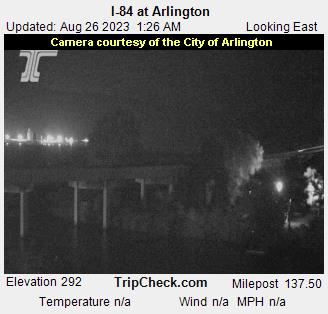 I-84 at Arlington
Updated: Aug 26 2023 1:26 AM Looking East
Camera courtesy of the City of Arlington
Elevation 292 TripCheck.com Milepost 137.50
Temperature n/a Wind n/a MPH n/a